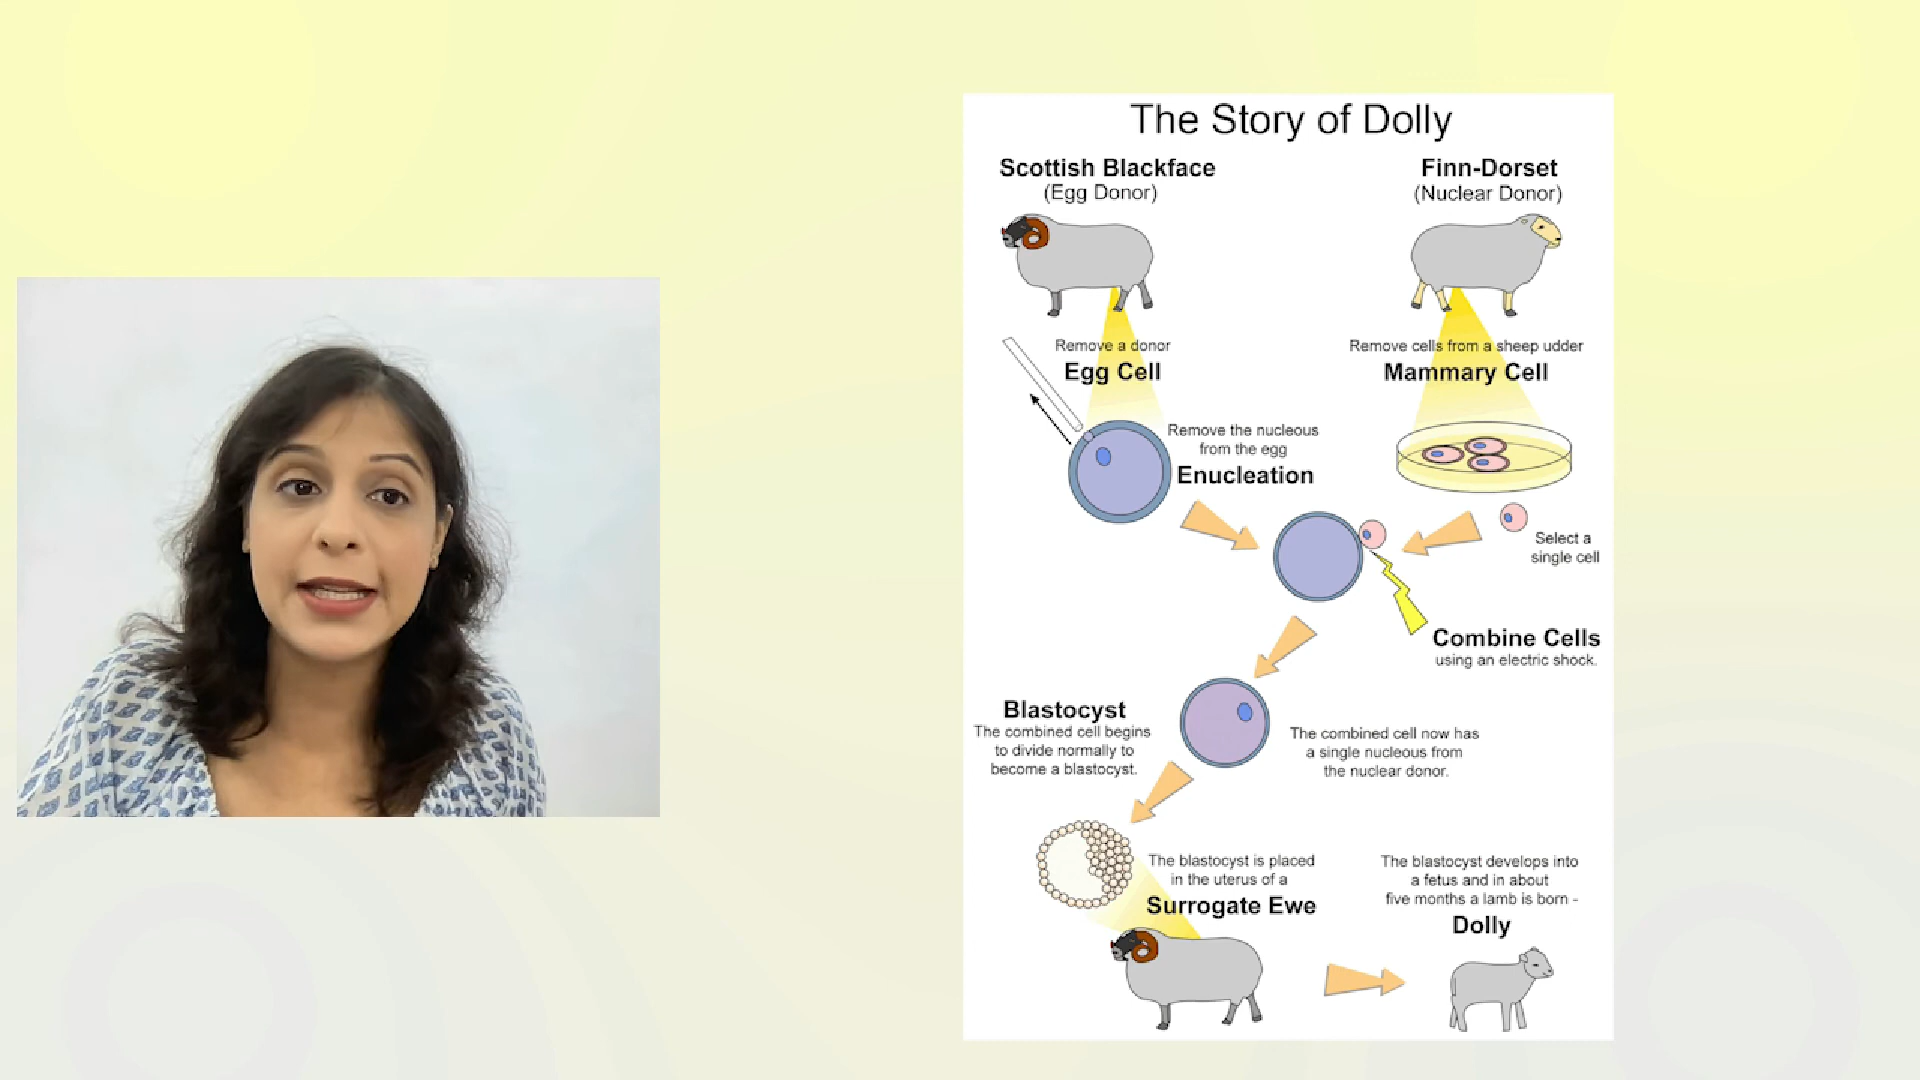 The Story of Dolly
Scottish Blackface
(Egg Donor)
Finn-Dorset
(Nuclear Donor)
Remove a donor
Egg Cell
Remove cells from a sheep udder
Mammary Cell
Remove the nucleous
from the egg
Enucleation
Select a
single cell
Combine Cells
using an electric shock.
Blastocyst
The combined cell begins
to divide normally to
become a blastocyst.
The combined cell now has
a single nucleous from
the nuclear donor.
The blastocyst is placed
in the uterus of a
Surrogate Ewe
The blastocyst develops into
a fetus and in about
five months a lamb is born -
Dolly